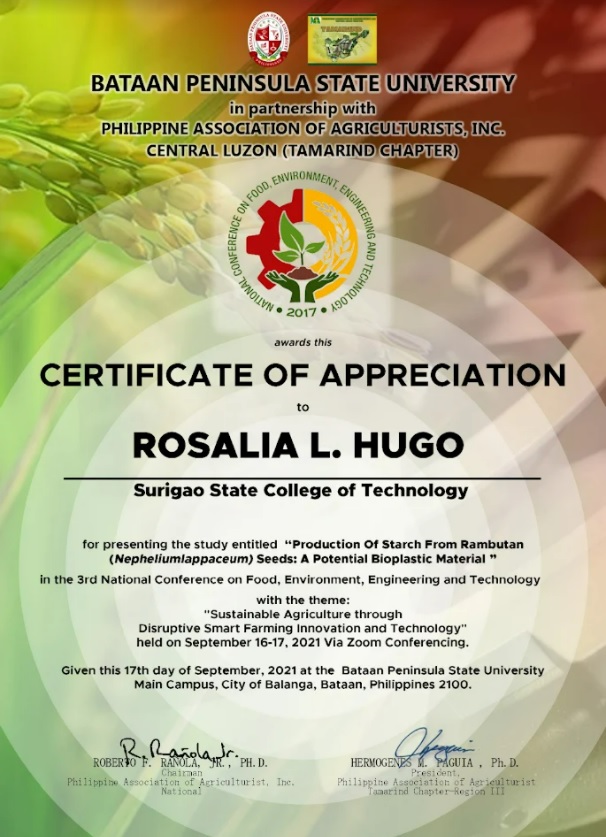 BATAAN PENINSULA STATE UNIVERSITY
in partnership with
PHILIPPINE ASSOCIATION OF AGRICULTURISTS, INC.
CENTRAL LUZON (TAMARIND CHAPTER)
TAMARIND
NATIONAL CONFERENCE ON FOOD, ENVIRONMENT, ENGINEERING AND TECHNOLOGY
• 2017 •
awards this
CERTIFICATE OF APPRECIATION
to
ROSALIA L. HUGO
Surigao State College of Technology
for presenting the study entitled “Production Of Starch From Rambutan
(Nepheliumlappaceum) Seeds: A Potential Bioplastic Material ”
in the 3rd National Conference on Food, Environment, Engineering and Technology
with the theme:
"Sustainable Agriculture through
Disruptive Smart Farming Innovation and Technology"
held on September 16-17, 2021 Via Zoom Conferencing.
Given this 17th day of September, 2021 at the Bataan Peninsula State University
Main Campus, City of Balanga, Bataan, Philippines 2100.
R. Rañola, Jr.
ROBERTO F. RAÑOLA, JR., PH.D.
Chairman
Philippine Association of Agriculturist, Inc.
National
HERMOGENES M. PAGUIA , Ph.D.
President.
Philippine Association of Agriculturist
Tamarind Chapter-Region III